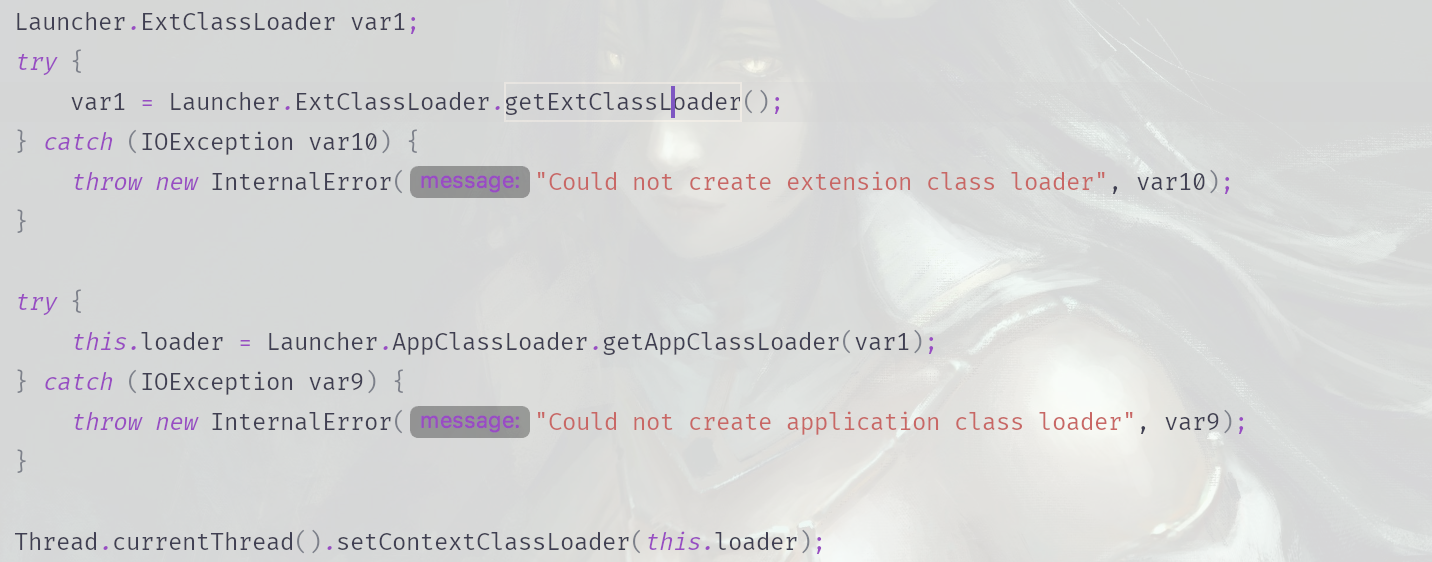 Launcher.ExtClassLoader var1;
try {
    var1 = Launcher.ExtClassLoader.getExtClassLoader();
} catch (IOException var10) {
    throw new InternalError( message: "Could not create extension class loader", var10);
}

try {
    this.loader = Launcher.AppClassLoader.getAppClassLoader(var1);
} catch (IOException var9) {
    throw new InternalError( message: "Could not create application class loader", var9);
}

Thread.currentThread().setContextClassLoader(this.loader);